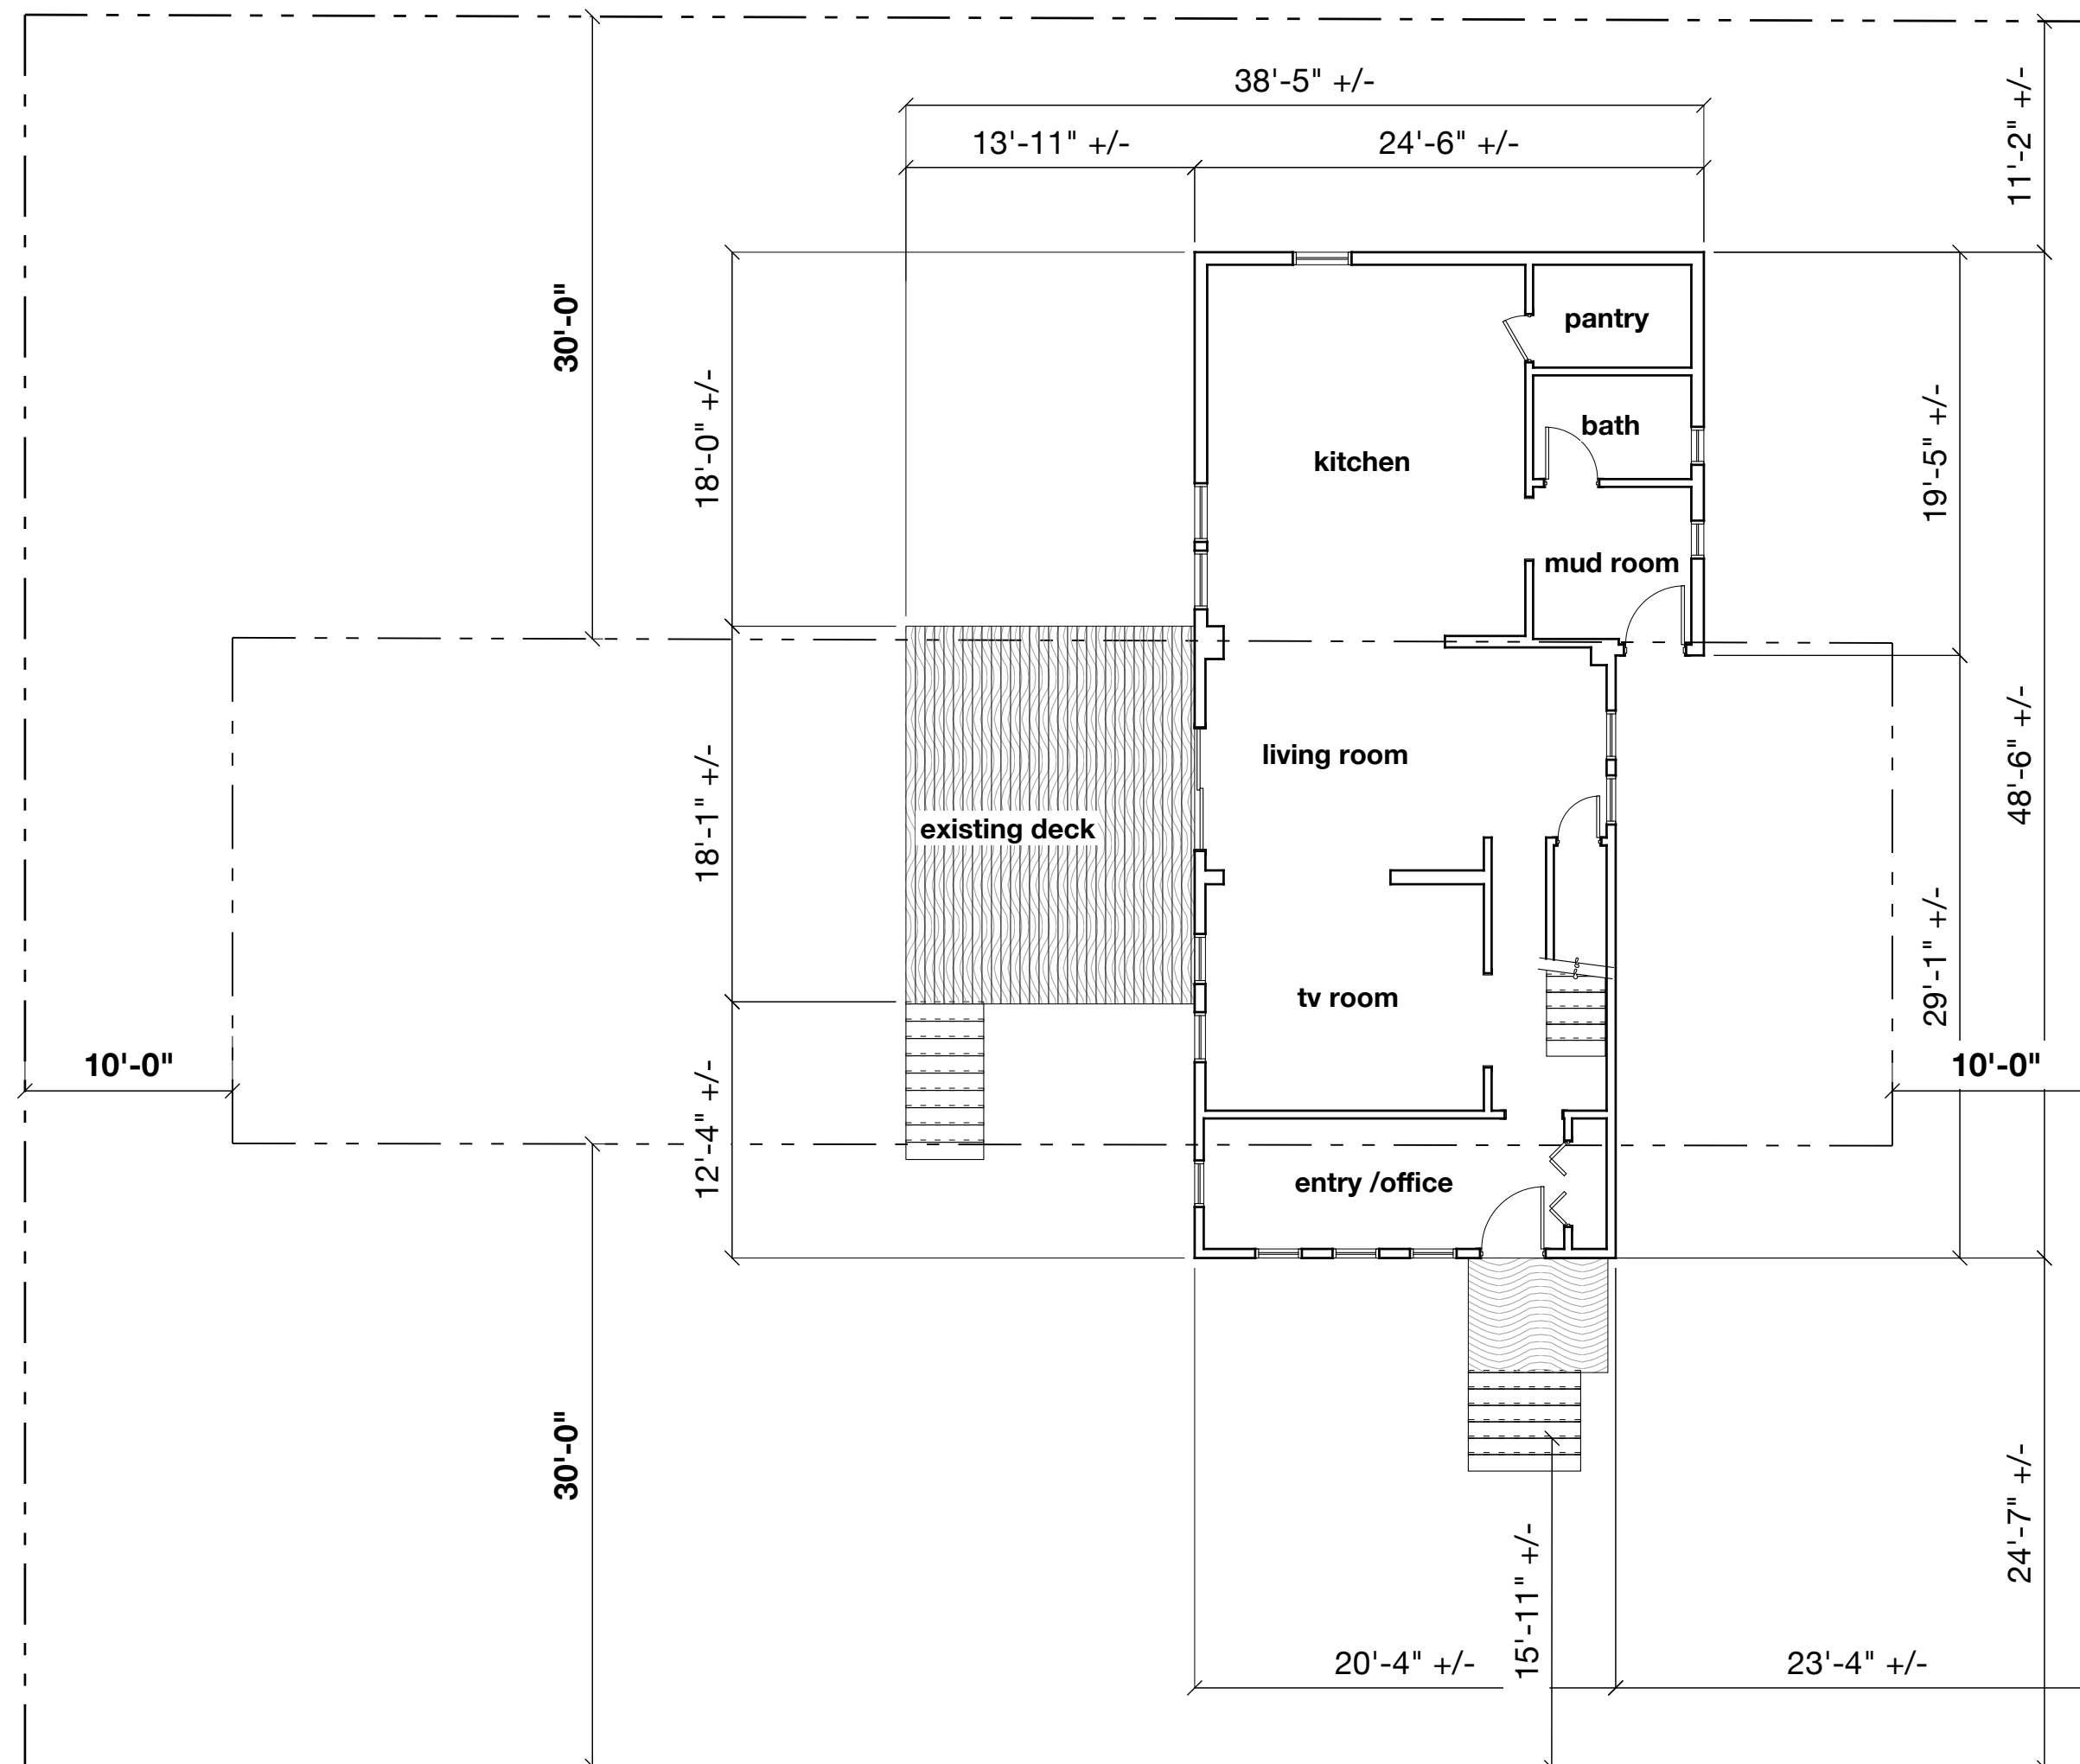 38'-5" +/-
13'-11" +/-
24'-6" +/-
11'-2" +/-
30'-0"
18'-0" +/-
pantry
bath
kitchen
19'-5" +/-
mud room
48'-6" +/-
living room
18'-1" +/-
existing deck
29'-1" +/-
tv room
10'-0"
10'-0"
12'-4" +/-
entry /office
30'-0"
24'-7" +/-
15'-11" +/-
20'-4" +/-
23'-4" +/-